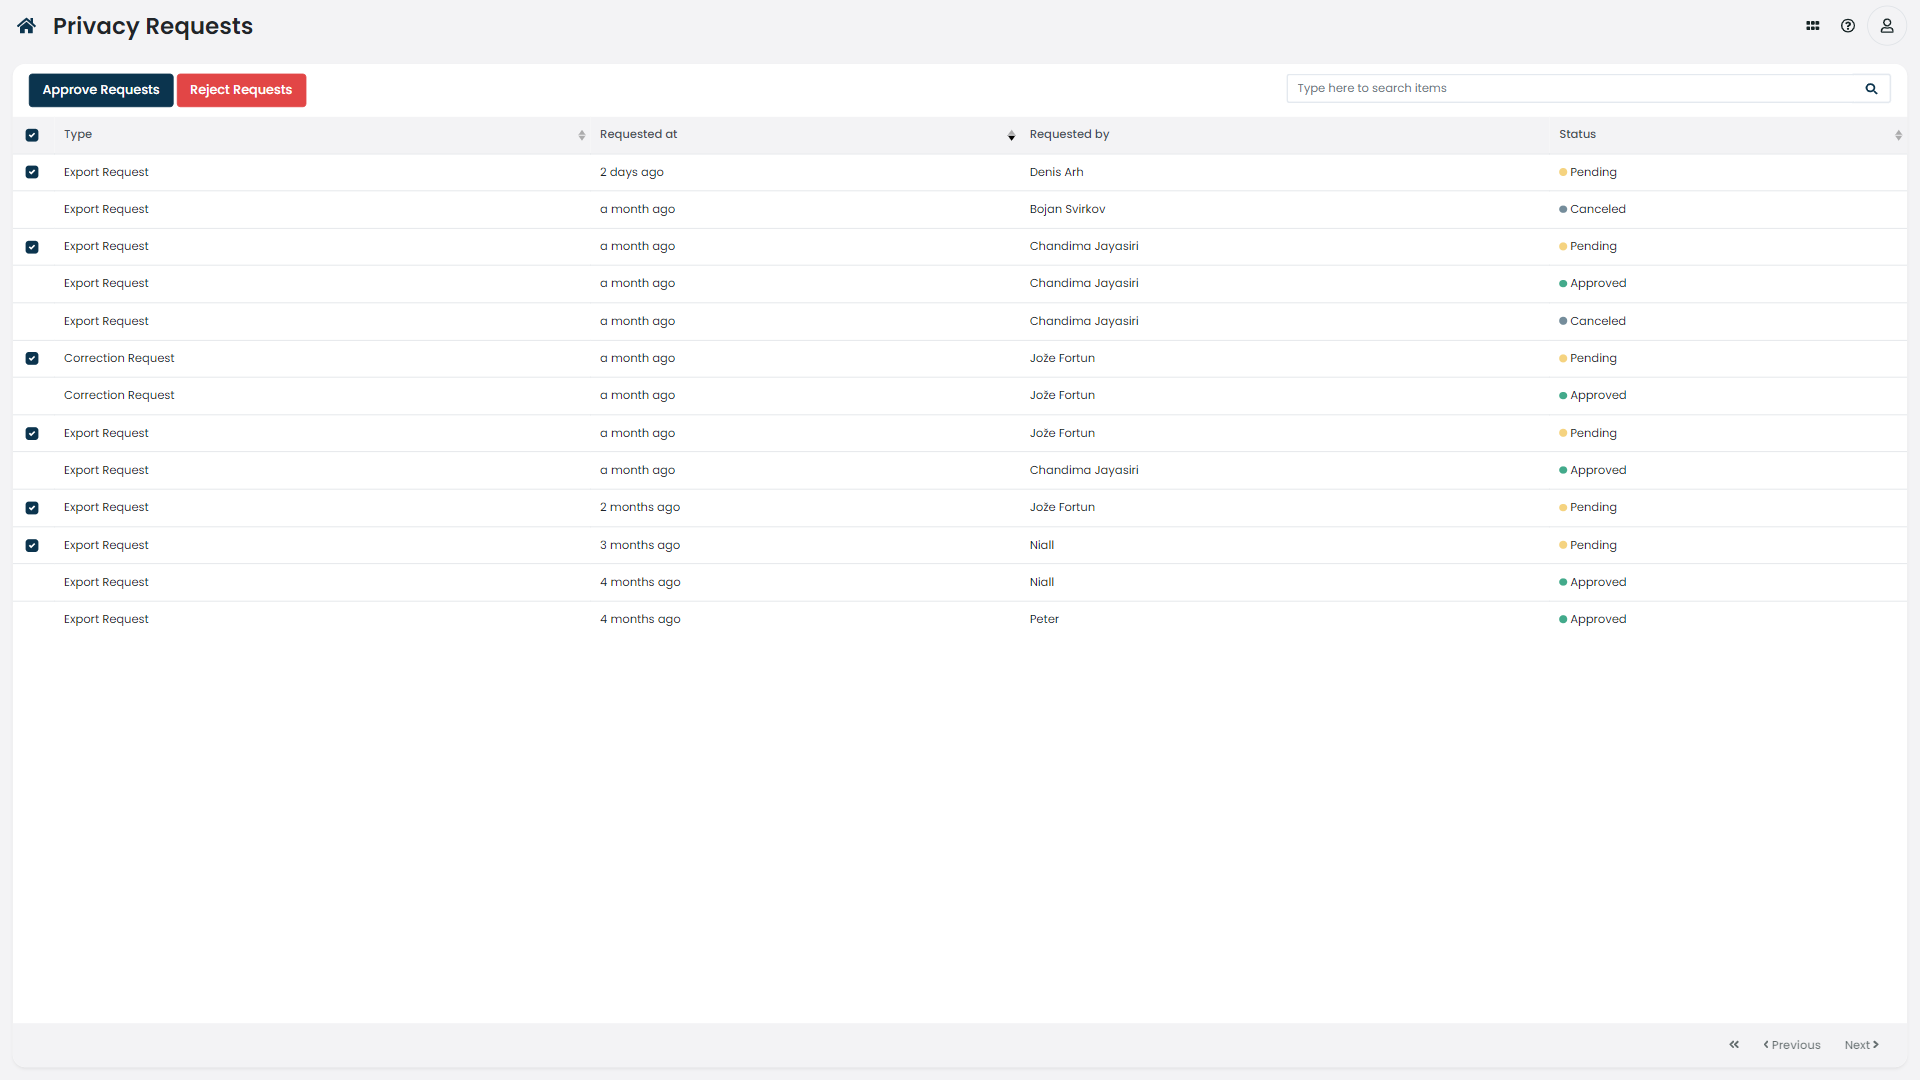 Privacy Requests
Approve Requests Reject Requests Type here to search items
Type Requested at Requested by Status
Export Request 2 days ago Denis Arh Pending
Export Request a month ago Bojan Svirkov Canceled
Export Request a month ago Chandima Jayasiri Pending
Export Request a month ago Chandima Jayasiri Approved
Export Request a month ago Chandima Jayasiri Canceled
Correction Request a month ago Jože Fortun Pending
Correction Request a month ago Jože Fortun Approved
Export Request a month ago Jože Fortun Pending
Export Request a month ago Chandima Jayasiri Approved
Export Request 2 months ago Jože Fortun Pending
Export Request 3 months ago Niall Pending
Export Request 4 months ago Niall Approved
Export Request 4 months ago Peter Approved
Previous Next